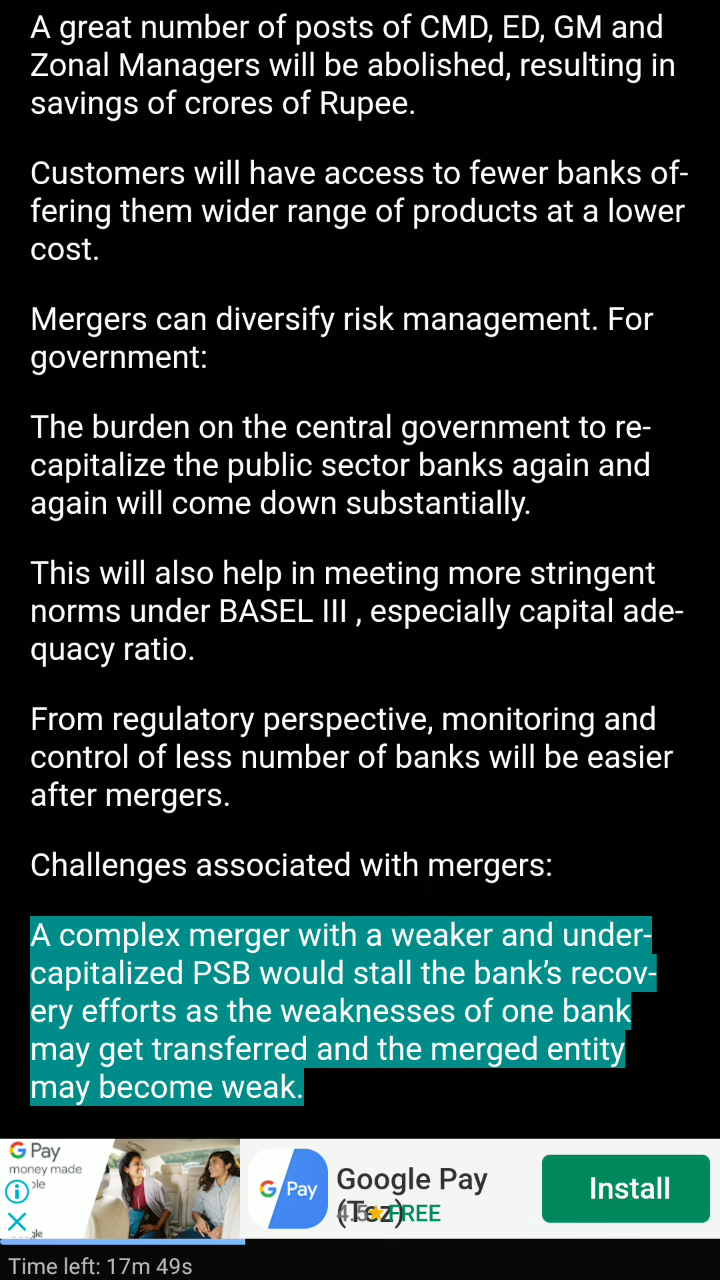 A great number of posts of CMD, ED, GM and
Zonal Managers will be abolished, resulting in
savings of crores of Rupee.
Customers will have access to fewer banks of-
fering them wider range of products at a lower
cost.
Mergers can diversify risk management. For
government:
The burden on the central government to re-
capitalize the public sector banks again and
again will come down substantially.
This will also help in meeting more stringent
norms under BASEL III , especially capital ade-
quacy ratio.
From regulatory perspective, monitoring and
control of less number of banks will be easier
after mergers.
Challenges associated with mergers:
A complex merger with a weaker and under-
capitalized PSB would stall the bank's recov-
ery efforts as the weaknesses of one bank
may get transferred and the merged entity
may become weak.
G Pay
money made
ple
gle
G Pay
Google Pay
(Tez)
4.5★ FREE
Install
Time left: 17m 49s